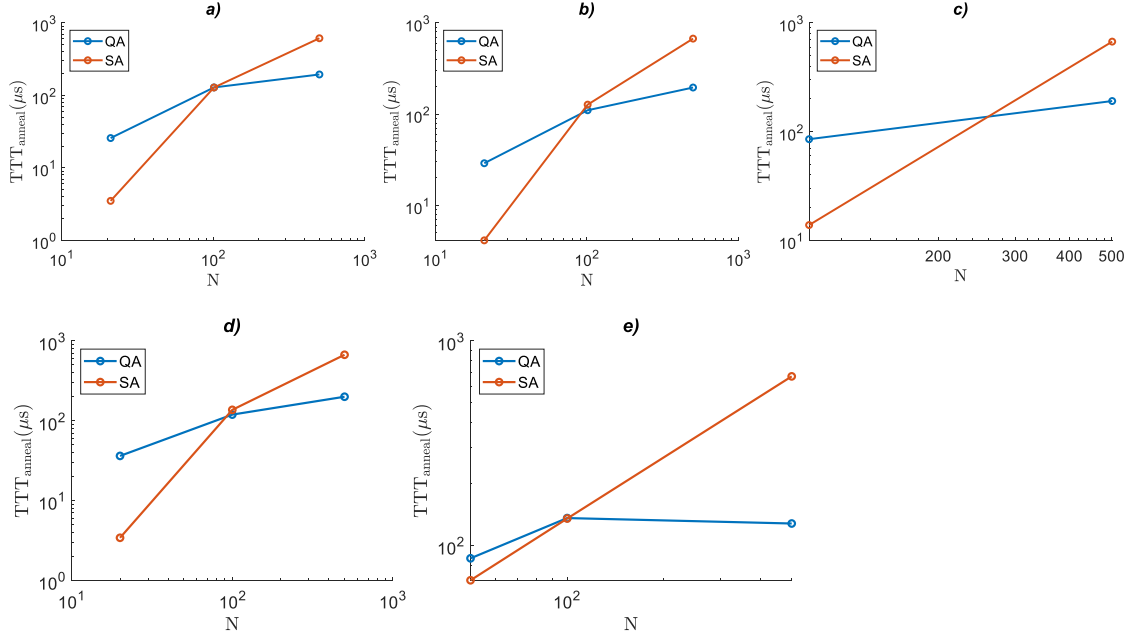 a)
QA
SA
TTT_anneal(μs)
10^3
10^2
10^1
10^0
10^1
10^2
10^3
N
b)
QA
SA
TTT_anneal(μs)
10^3
10^2
10^1
10^1
10^2
10^3
N
c)
QA
SA
TTT_anneal(μs)
10^3
10^2
10^1
200
300
400
500
N
d)
QA
SA
TTT_anneal(μs)
10^3
10^2
10^1
10^0
10^1
10^2
10^3
N
e)
QA
SA
TTT_anneal(μs)
10^3
10^2
10^2
N